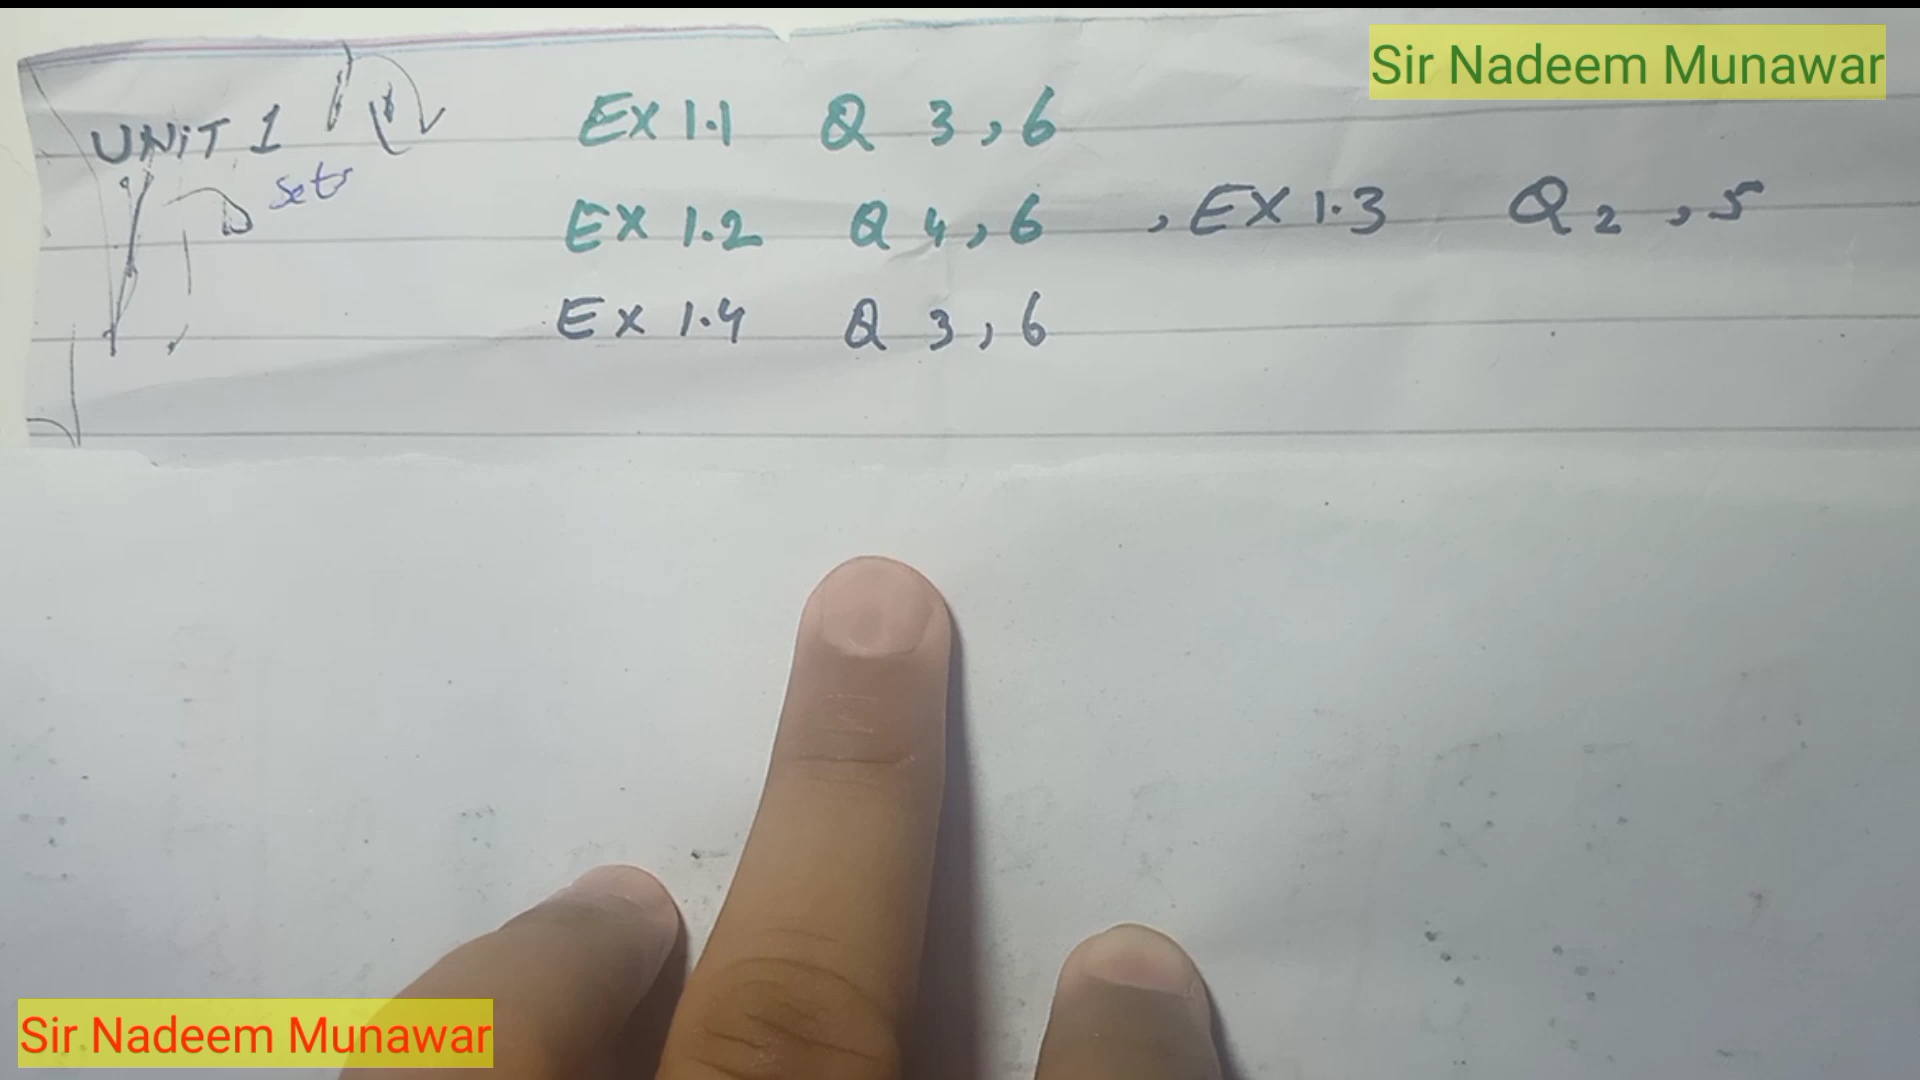 Sir Nadeem Munawar
UNiT 1
Sets
Ex 1.1 Q 3,6
EX 1.2 Q 4,6 , EX 1.3 Q 2,5
Ex 1.4 Q 3,6
Sir Nadeem Munawar